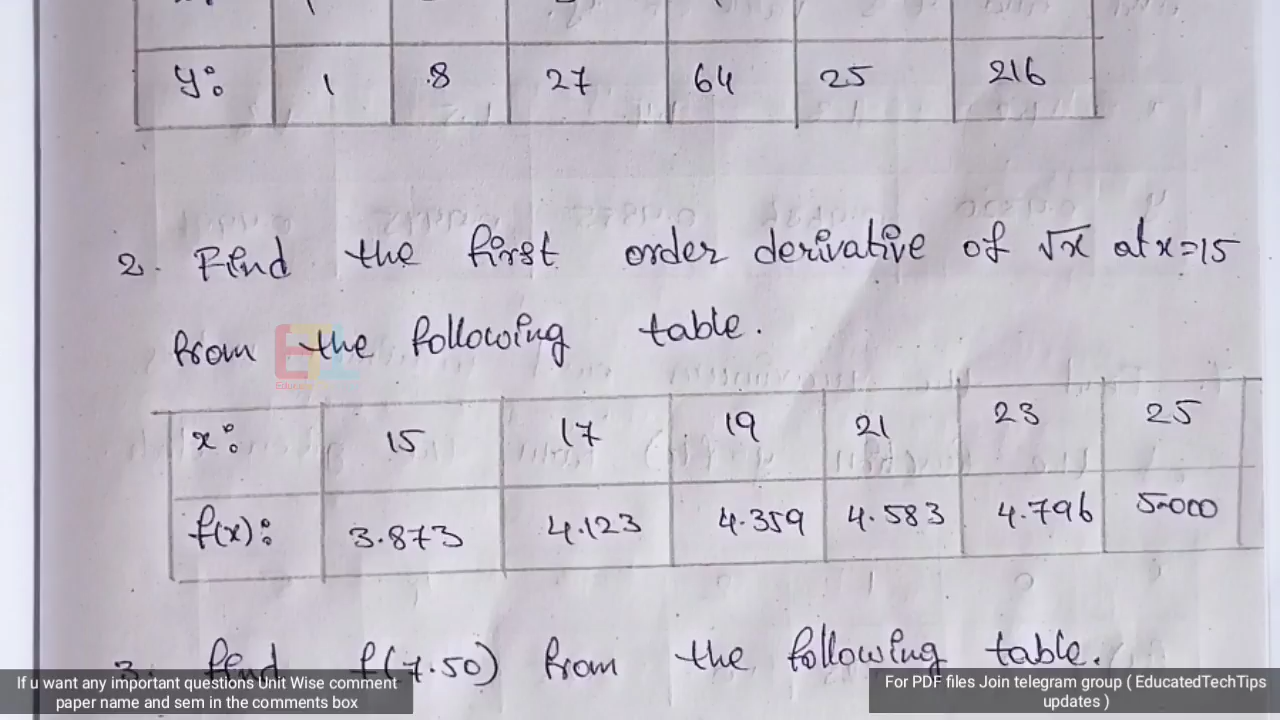 y: 1 8 27 64 25 216
2. Find the first order derivative of √x at x=15
from the following table.
x: 15 17 19 21 23 25
f(x): 3.873 4.123 4.359 4.583 4.796 5.000
3. find f(7.50) from the following table.
If u want any important questions Unit Wise comment
paper name and sem in the comments box
For PDF files Join telegram group ( EducatedTechTips
updates )